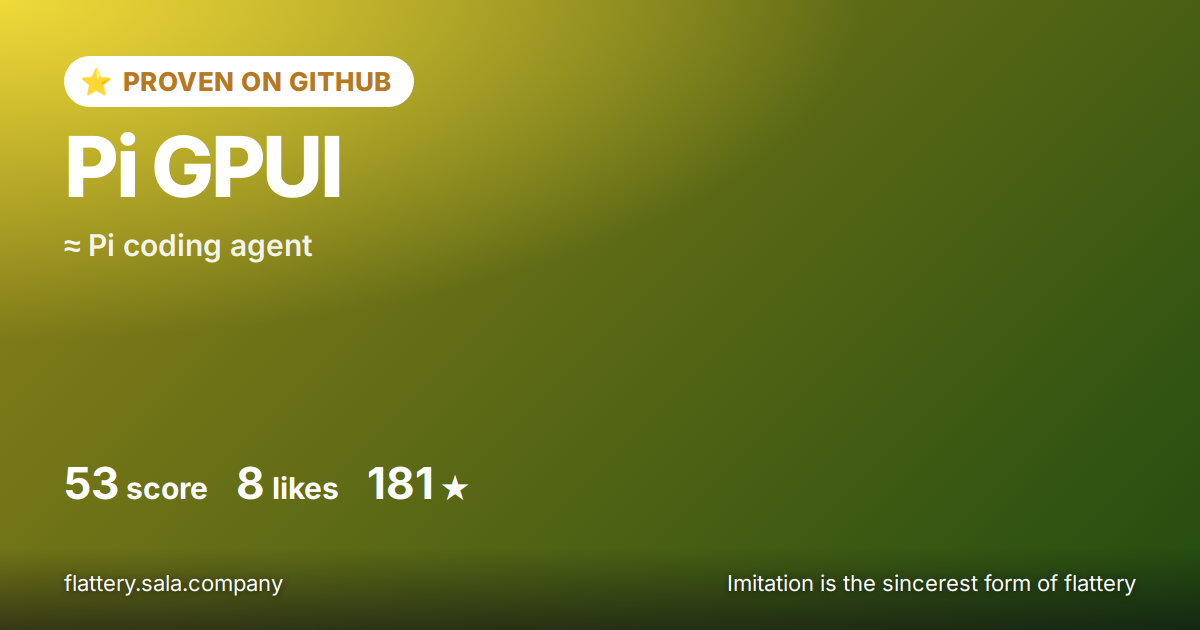 ⭐ PROVEN ON GITHUB
Pi GPUI
≈ Pi coding agent
53 score 8 likes 181 ★
flattery.sala.company
Imitation is the sincerest form of flattery